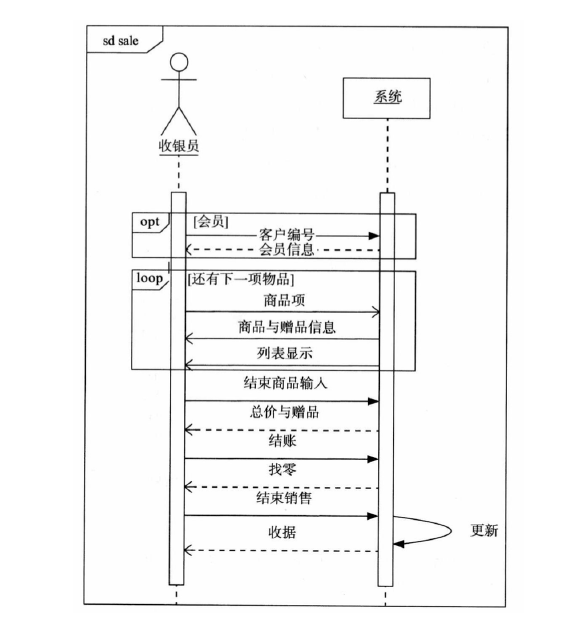 sd sale
系统
收银员
opt
[会员]
客户编号
会员信息
loop
[还有下一项物品]
商品项
商品与赠品信息
列表显示
结束商品输入
总价与赠品
结账
找零
结束销售
收据
更新